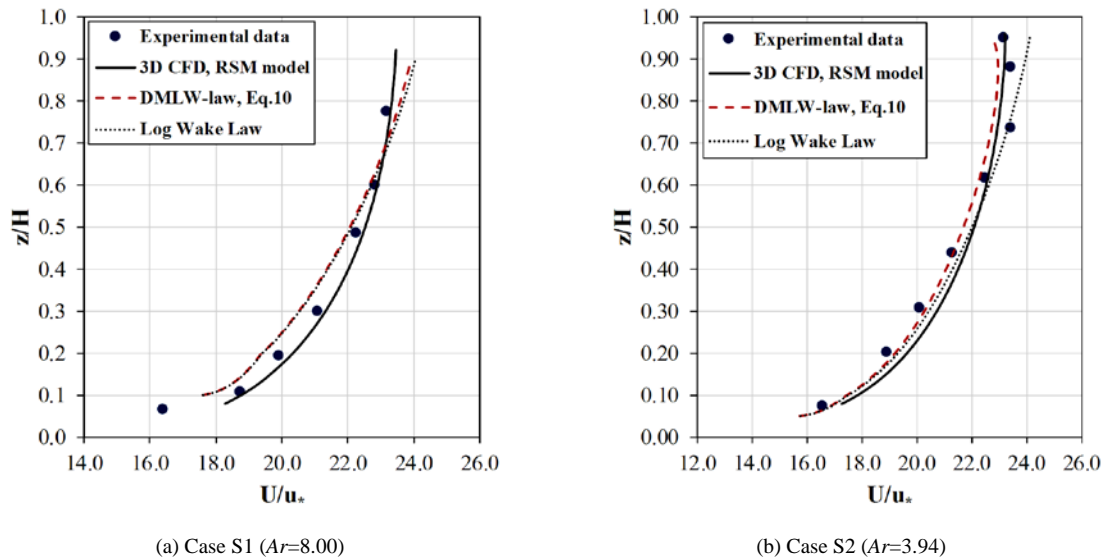 1.0
0.9
0.8
0.7
0.6
0.5
0.4
0.3
0.2
0.1
0.0
z/H
Experimental data
3D CFD, RSM model
DMLW-law, Eq.10
Log Wake Law
14.0 16.0 18.0 20.0 22.0 24.0 26.0
U/u*
(a) Case S1 (Ar=8.00)
1.00
0.90
0.80
0.70
0.60
0.50
0.40
0.30
0.20
0.10
0.00
z/H
Experimental data
3D CFD, RSM model
DMLW-law, Eq.10
Log Wake Law
12.0 14.0 16.0 18.0 20.0 22.0 24.0 26.0
U/u*
(b) Case S2 (Ar=3.94)